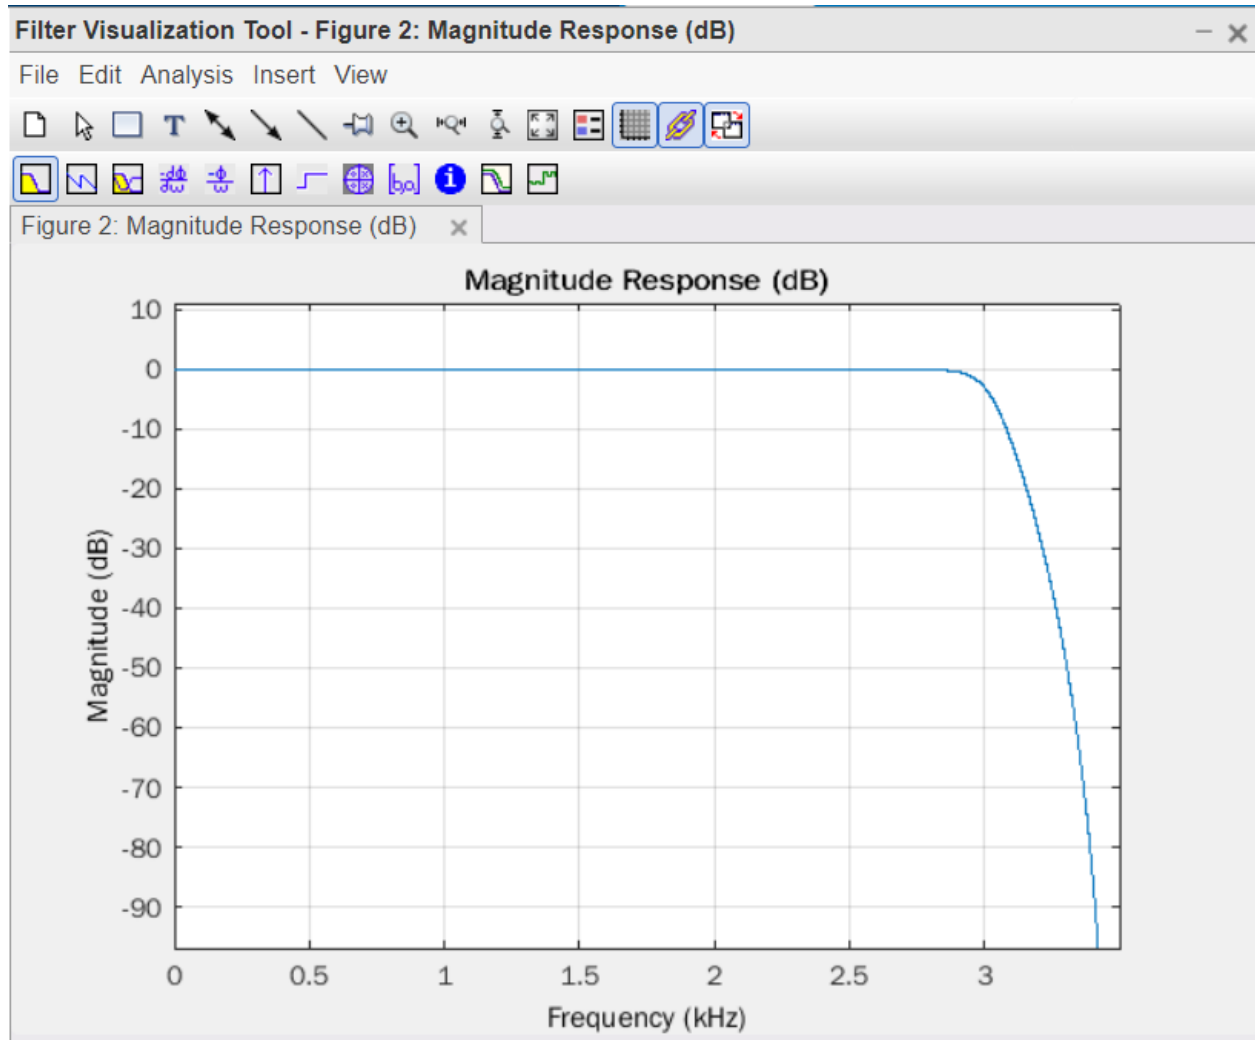 Filter Visualization Tool - Figure 2: Magnitude Response (dB)
File Edit Analysis Insert View
T
[b,a]
i
Figure 2: Magnitude Response (dB)
Magnitude Response (dB)
10
0
-10
-20
-30
-40
-50
-60
-70
-80
-90
Magnitude (dB)
0 0.5 1 1.5 2 2.5 3
Frequency (kHz)